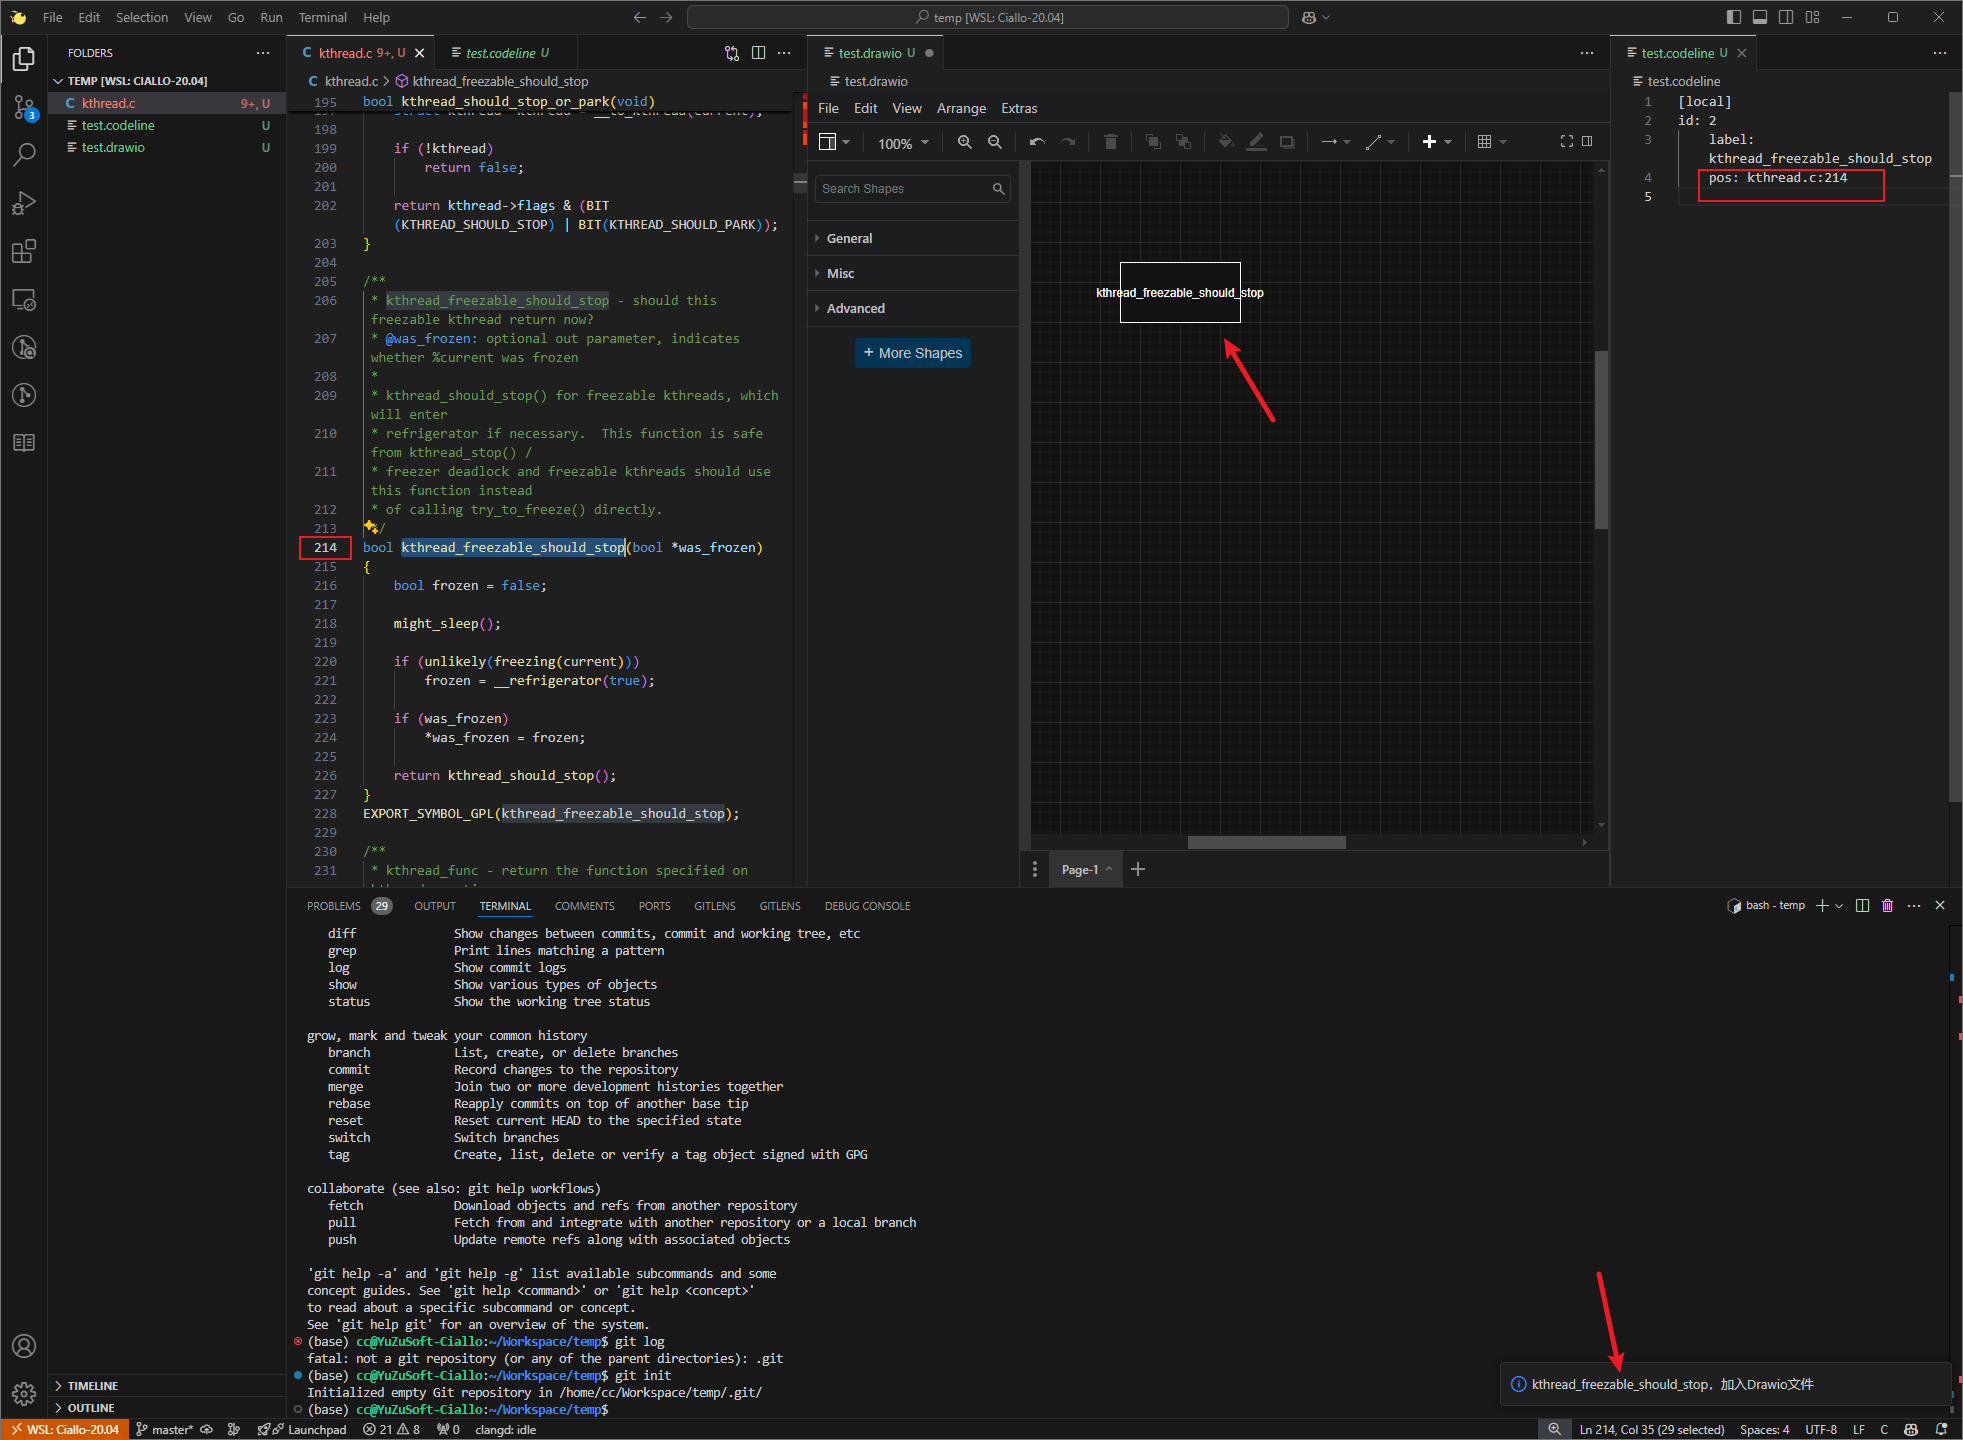 File Edit Selection View Go Run Terminal Help
temp [WSL: Ciallo-20.04]
FOLDERS
TEMP [WSL: CIALLO-20.04]
kthread.c 9+, U
test.codeline U
test.drawio U
TIMELINE
OUTLINE
3
kthread.c 9+, U
test.codeline U
kthread.c > kthread_freezable_should_stop
195 bool kthread_should_stop_or_park(void)
198
199 if (!kthread)
200 return false;
201
202 return kthread->flags & (BIT
(KTHREAD_SHOULD_STOP) | BIT(KTHREAD_SHOULD_PARK));
203 }
204
205 /**
206 * kthread_freezable_should_stop - should this
freezable kthread return now?
207 * @was_frozen: optional out parameter, indicates
whether %current was frozen
208 *
209 * kthread_should_stop() for freezable kthreads, which
will enter
210 * refrigerator if necessary.  This function is safe
from kthread_stop() /
211 * freezer deadlock and freezable kthreads should use
this function instead
212 * of calling try_to_freeze() directly.
213 */
214 bool kthread_freezable_should_stop(bool *was_frozen)
215 {
216 bool frozen = false;
217
218 might_sleep();
219
220 if (unlikely(freezing(current)))
221 frozen = __refrigerator(true);
222
223 if (was_frozen)
224 *was_frozen = frozen;
225
226 return kthread_should_stop();
227 }
228 EXPORT_SYMBOL_GPL(kthread_freezable_should_stop);
229
230 /**
231 * kthread_func - return the function specified on
test.drawio U
test.drawio
File Edit View Arrange Extras
100%
Search Shapes
General
Misc
Advanced
+ More Shapes
kthread_freezable_should_stop
Page-1
test.codeline U
test.codeline
1 [local]
2 id: 2
3 label:
kthread_freezable_should_stop
4 pos: kthread.c:214
5
PROBLEMS 29 OUTPUT TERMINAL COMMENTS PORTS GITLENS GITLENS DEBUG CONSOLE
bash - temp
diff Show changes between commits, commit and working tree, etc
grep Print lines matching a pattern
log Show commit logs
show Show various types of objects
status Show the working tree status
grow, mark and tweak your common history
branch List, create, or delete branches
commit Record changes to the repository
merge Join two or more development histories together
rebase Reapply commits on top of another base tip
reset Reset current HEAD to the specified state
switch Switch branches
tag Create, list, delete or verify a tag object signed with GPG
collaborate (see also: git help workflows)
fetch Download objects and refs from another repository
pull Fetch from and integrate with another repository or a local branch
push Update remote refs along with associated objects
'git help -a' and 'git help -g' list available subcommands and some
concept guides. See 'git help <command>' or 'git help <concept>'
to read about a specific subcommand or concept.
See 'git help git' for an overview of the system.
(base) cc@YuZuSoft-Ciallo:~/Workspace/temp$ git log
fatal: not a git repository (or any of the parent directories): .git
(base) cc@YuZuSoft-Ciallo:~/Workspace/temp$ git init
Initialized empty Git repository in /home/cc/Workspace/temp/.git/
(base) cc@YuZuSoft-Ciallo:~/Workspace/temp$
kthread_freezable_should_stop，加入Drawio文件
WSL: Ciallo-20.04 master* Launchpad 21 8 0 clangd: idle
Ln 214, Col 35 (29 selected) Spaces: 4 UTF-8 LF C